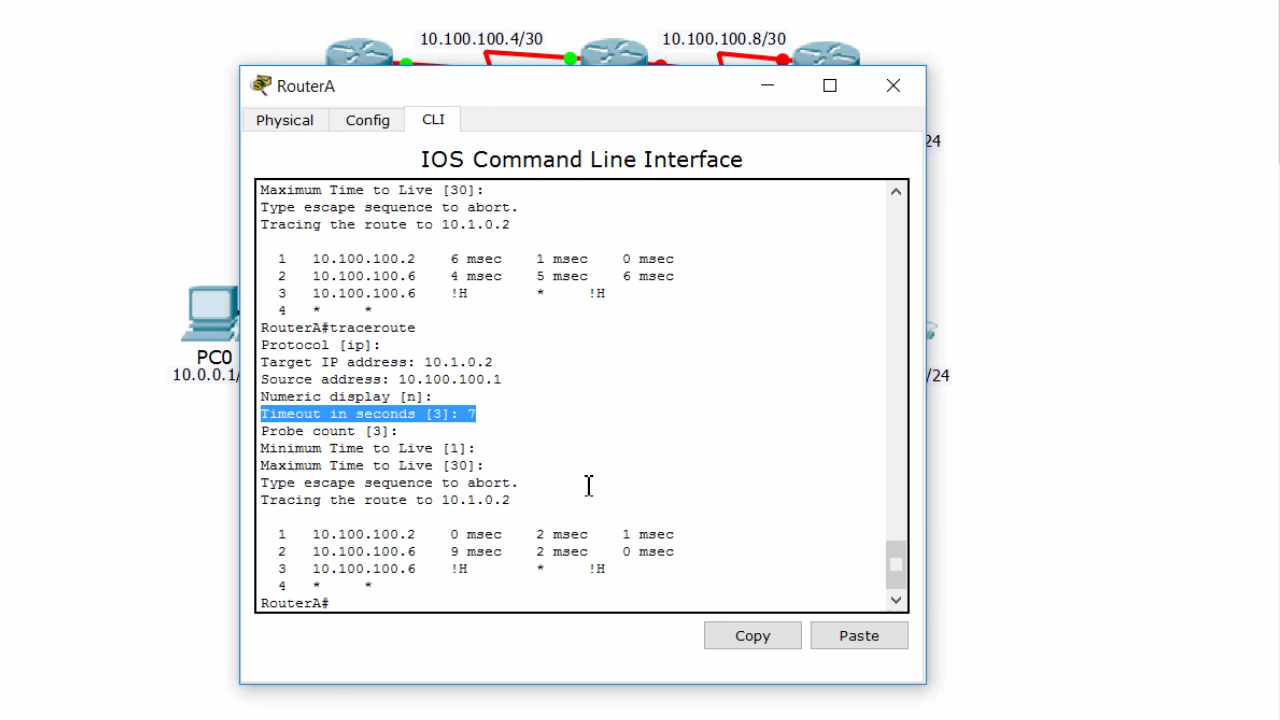 10.100.100.4/30 10.100.100.8/30
RouterA
Physical Config CLI
24
IOS Command Line Interface
Maximum Time to Live [30]:
Type escape sequence to abort.
Tracing the route to 10.1.0.2
1 10.100.100.2 6 msec 1 msec 0 msec
2 10.100.100.6 4 msec 5 msec 6 msec
3 10.100.100.6 !H * !H
4 * *
RouterA#traceroute
Protocol [ip]:
Target IP address: 10.1.0.2
Source address: 10.100.100.1
Numeric display [n]:
Timeout in seconds [3]: 7
Probe count [3]:
Minimum Time to Live [1]:
Maximum Time to Live [30]:
Type escape sequence to abort.
Tracing the route to 10.1.0.2
1 10.100.100.2 0 msec 2 msec 1 msec
2 10.100.100.6 9 msec 2 msec 0 msec
3 10.100.100.6 !H * !H
4 * *
RouterA#
PC0
10.0.0.1/
/24
Copy Paste